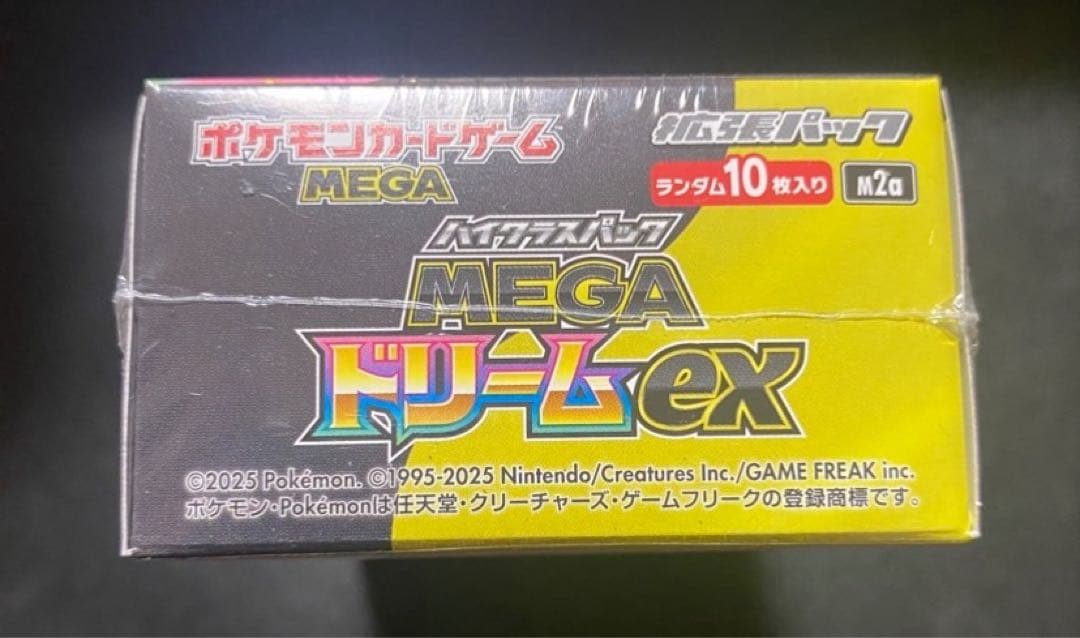 ポケモンカードゲーム
MEGA
拡張パック
ランダム10枚入り
M2a
ハイクラスパック
MEGA
ドリームex
©2025 Pokémon. ©1995-2025 Nintendo/Creatures Inc./GAME FREAK inc.
ポケモン・Pokémonは任天堂・クリーチャーズ・ゲームフリークの登録商標です。